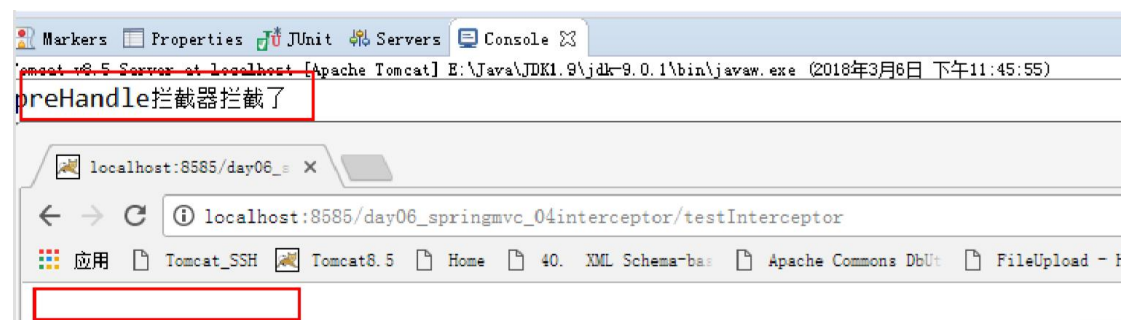 Markers Properties JUnit Servers Console
Tomcat v8.5 Server at localhost [Apache Tomcat] E:\Java\JDK1.9\jdk-9.0.1\bin\javaw.exe (2018年3月6日 下午11:45:55)
preHandle拦截器拦截了
localhost:8585/day06_s
localhost:8585/day06_springmvc_04interceptor/testInterceptor
应用 Tomcat_SSH Tomcat8.5 Home 40. XML Schema-bas Apache Commons DbUt FileUpload - H